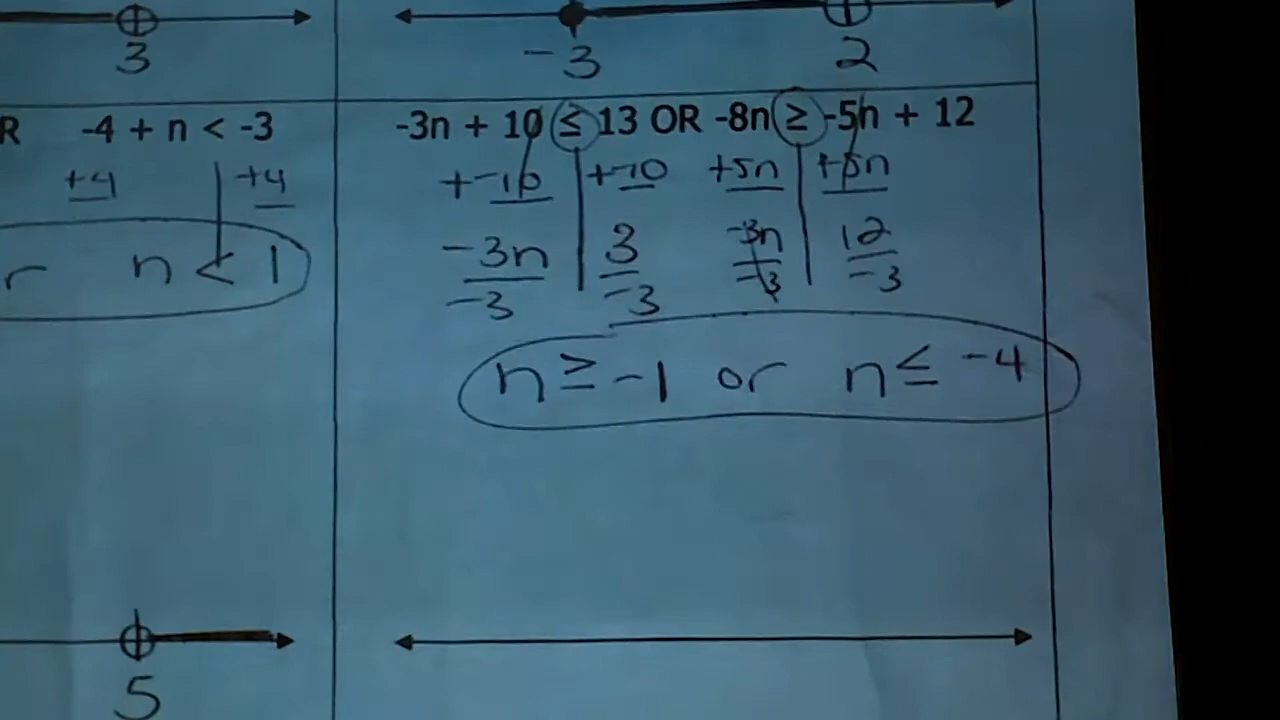 3
-3 2
R -4 + n < -3
+4 +4
r n < 1
-3n + 10 ≤ 13 OR -8n ≥ -5n + 12
+-10 +-10 +5n +5n
-3n 3 -3n 12
-3 -3 -3 -3
n ≥ -1 or n ≤ -4
5